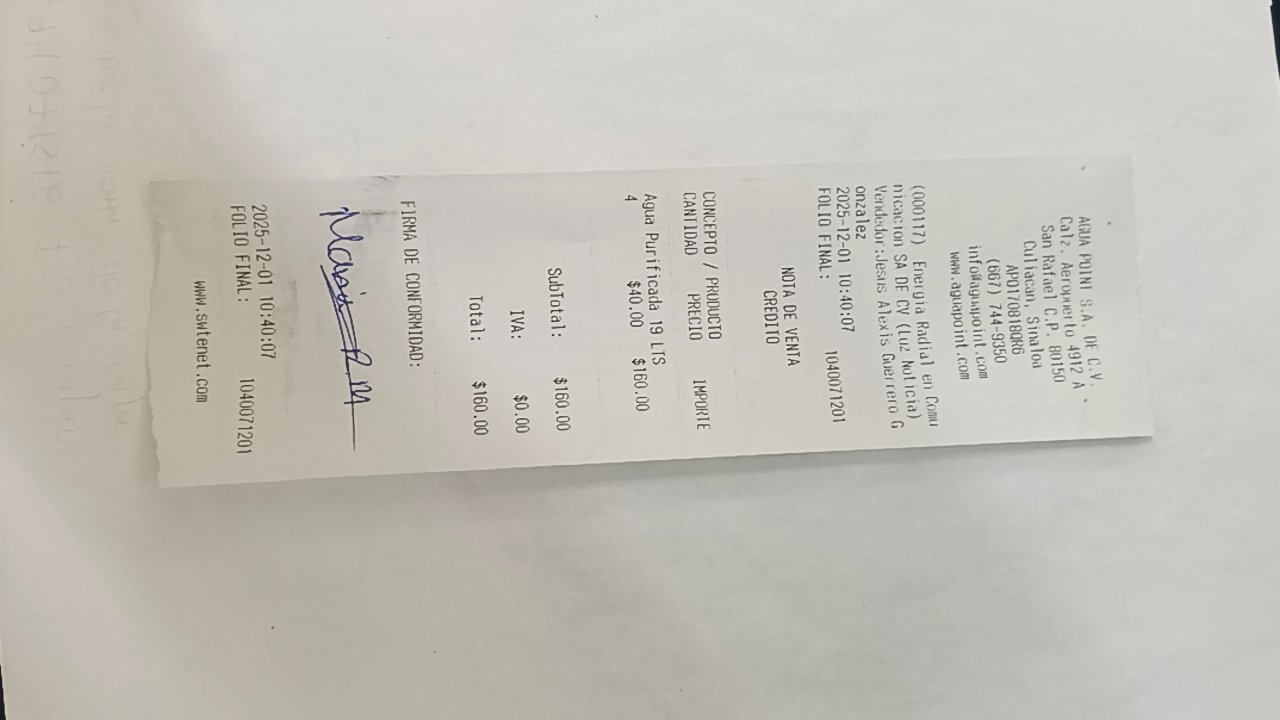 AGUA POINT S.A. DE C.V.
Calz. Aeropuerto 4912 A
San Rafael C.P. 80150
Culiacan, Sinaloa
APO1708180R6
(667) 744-9350
info@aguapoint.com
www.aguapoint.com
(000117) Energia Radial en Comu
nicacion SA DE CV (Luz Noticia)
Vendedor:Jesus Alexis Guerrero G
onzalez
2025-12-01 10:40:07
FOLIO FINAL: 1040071201
NOTA DE VENTA
CREDITO
CONCEPTO / PRODUCTO
CANTIDAD PRECIO IMPORTE
Agua Purificada 19 LTS
4 $40.00 $160.00
SubTotal: $160.00
IVA: $0.00
Total: $160.00
FIRMA DE CONFORMIDAD:
2025-12-01 10:40:07
FOLIO FINAL: 1040071201
www.swtenet.com